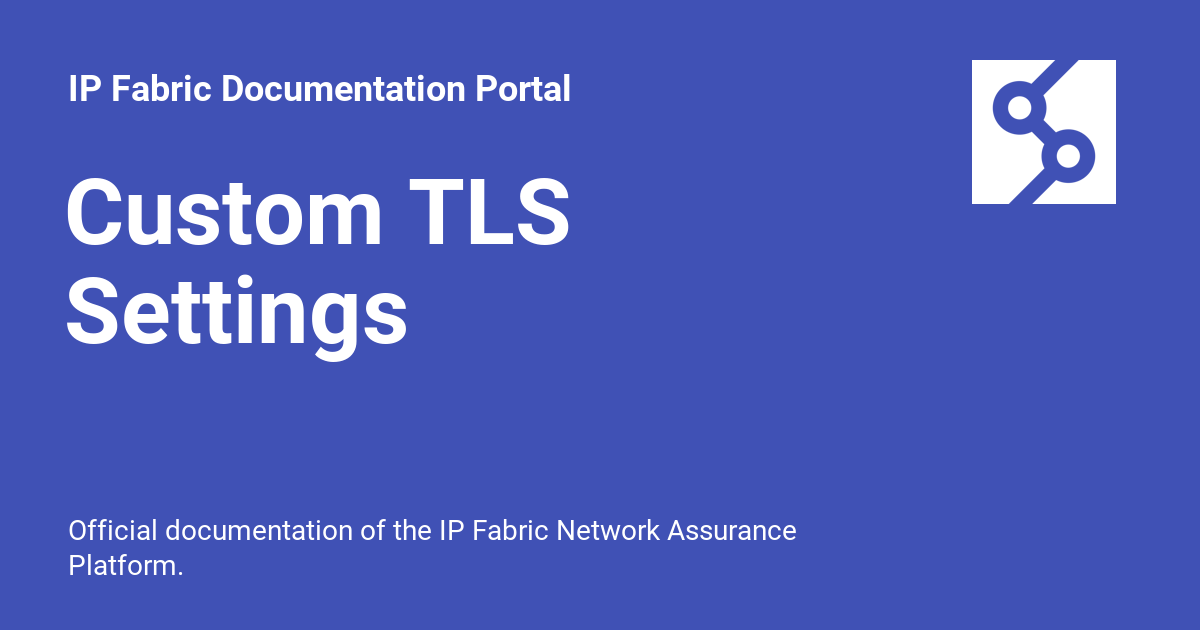 IP Fabric Documentation Portal
Custom TLS
Settings
Official documentation of the IP Fabric Network Assurance
Platform.